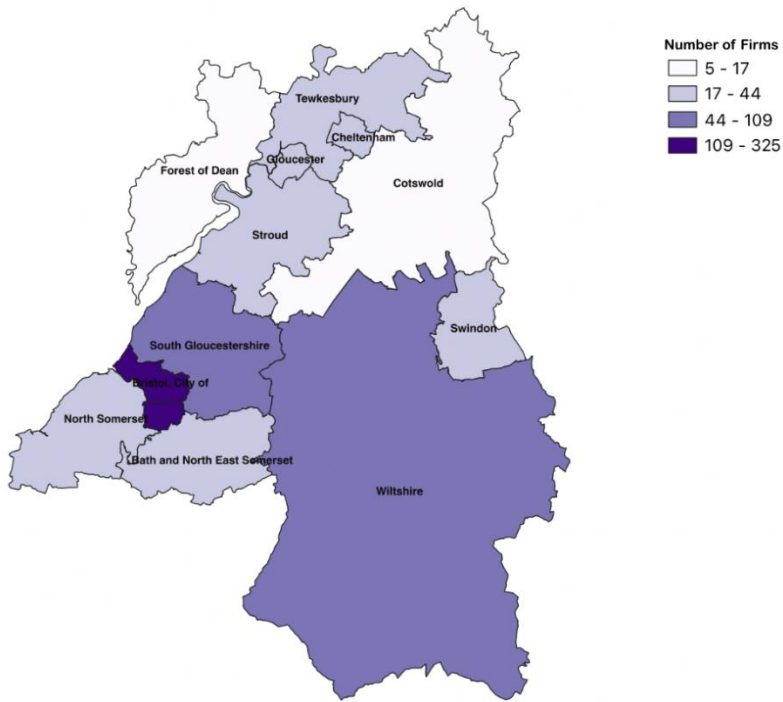 Number of Firms
5 - 17
17 - 44
44 - 109
109 - 325
Tewkesbury
Cheltenham
Gloucester
Forest of Dean
Cotswold
Stroud
Swindon
South Gloucestershire
Bristol, City of
North Somerset
Bath and North East Somerset
Wiltshire